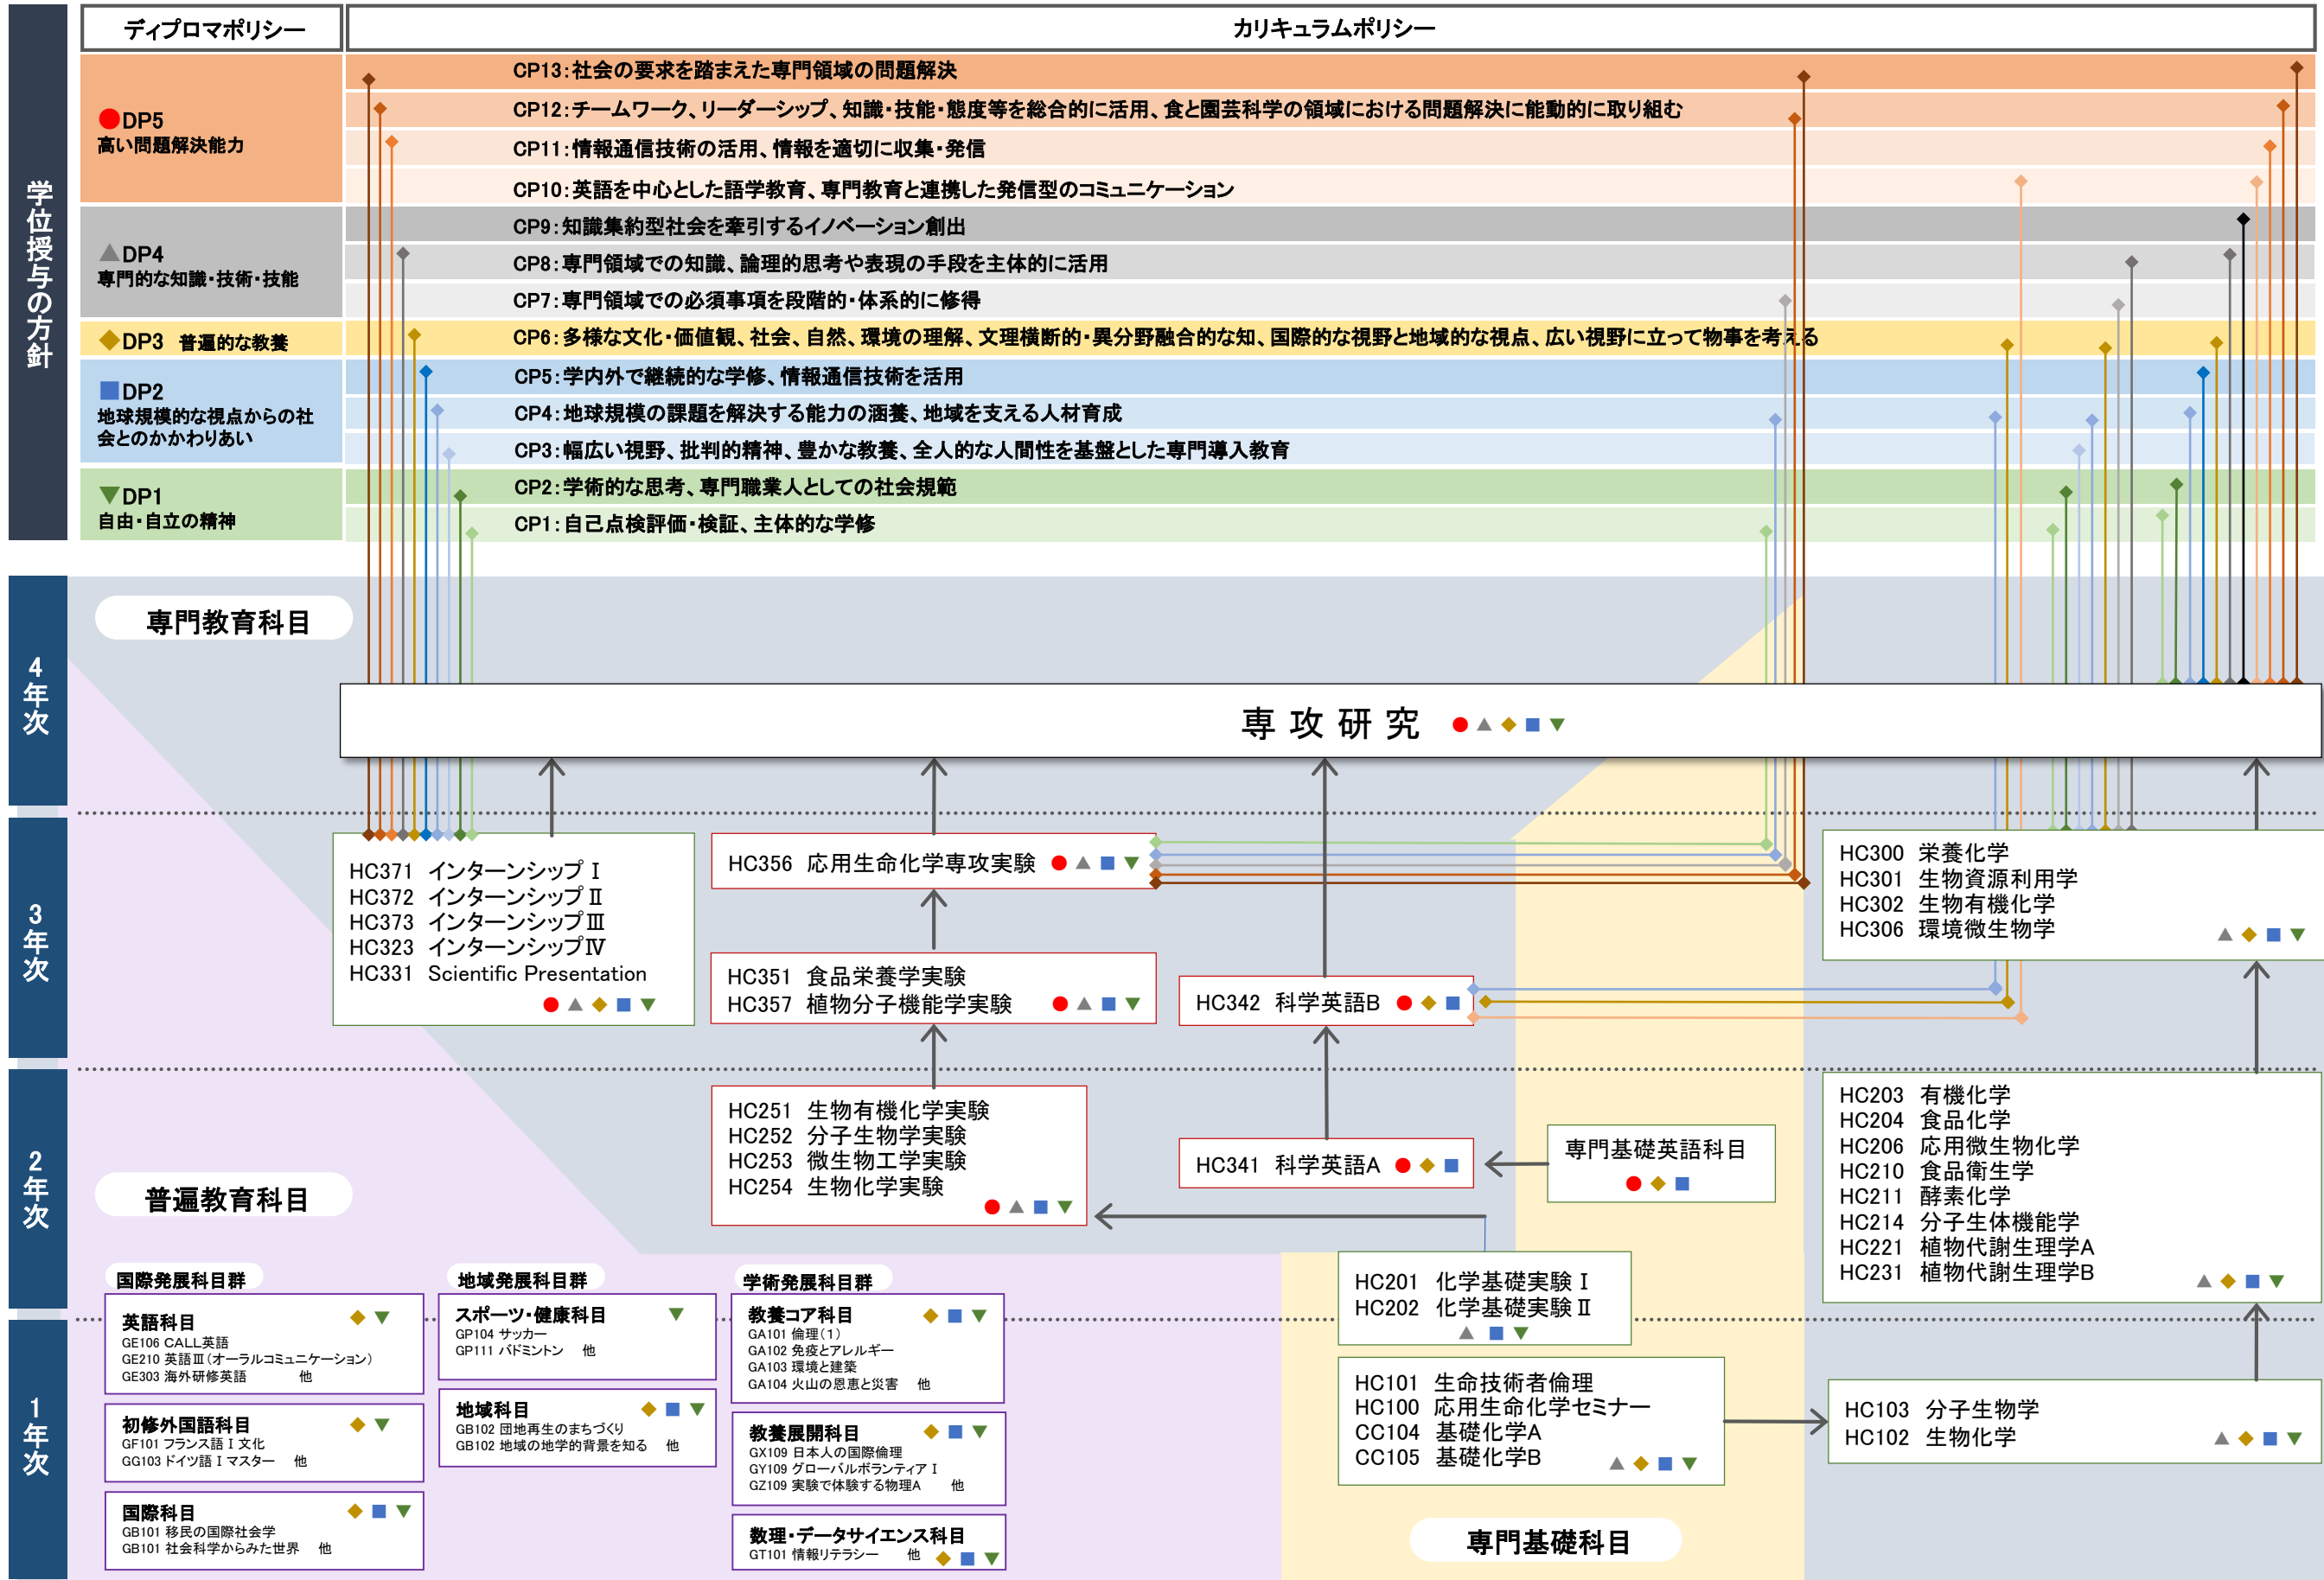 ディプロマポリシー
カリキュラムポリシー
学位授与の方針
●DP5
高い問題解決能力
CP13:社会の要求を踏まえた専門領域の問題解決
CP12:チームワーク、リーダーシップ、知識・技能・態度等を総合的に活用、食と園芸科学の領域における問題解決に能動的に取り組む
CP11:情報通信技術の活用、情報を適切に収集・発信
CP10:英語を中心とした語学教育、専門教育と連携した発信型のコミュニケーション
▲DP4
専門的な知識・技術・技能
CP9:知識集約型社会を牽引するイノベーション創出
CP8:専門領域での知識、論理的思考や表現の手段を主体的に活用
CP7:専門領域での必須事項を段階的・体系的に修得
◆DP3 普遍的な教養
CP6:多様な文化・価値観、社会、自然、環境の理解、文理横断的・異分野融合的な知、国際的な視野と地域的な視点、広い視野に立って物事を考える
■DP2
地球規模的な視点からの社
会とのかかわりあい
CP5:学内外で継続的な学修、情報通信技術を活用
CP4:地球規模の課題を解決する能力の涵養、地域を支える人材育成
CP3:幅広い視野、批判的精神、豊かな教養、全人的な人間性を基盤とした専門導入教育
▼DP1
自由・自立の精神
CP2:学術的な思考、専門職業人としての社会規範
CP1:自己点検評価・検証、主体的な学修
4年次
専門教育科目
専攻研究 ●▲◆■▼
3年次
HC371 インターンシップⅠ
HC372 インターンシップⅡ
HC373 インターンシップⅢ
HC323 インターンシップⅣ
HC331 Scientific Presentation
●▲◆■▼
HC356 応用生命化学専攻実験 ●▲■▼
HC351 食品栄養学実験
HC357 植物分子機能学実験 ●▲■▼
HC342 科学英語B ●◆■
HC300 栄養化学
HC301 生物資源利用学
HC302 生物有機化学
HC306 環境微生物学
▲◆■▼
2年次
HC251 生物有機化学実験
HC252 分子生物学実験
HC253 微生物工学実験
HC254 生物化学実験
●▲■▼
HC341 科学英語A ●◆■
専門基礎英語科目
●◆■
HC203 有機化学
HC204 食品化学
HC206 応用微生物化学
HC210 食品衛生学
HC211 酵素化学
HC214 分子生体機能学
HC221 植物代謝生理学A
HC231 植物代謝生理学B
▲◆■▼
普遍教育科目
HC201 化学基礎実験Ⅰ
HC202 化学基礎実験Ⅱ
▲■▼
1年次
国際発展科目群
英語科目 ◆▼
GE106 CALL英語
GE210 英語Ⅲ(オーラルコミュニケーション)
GE303 海外研修英語 他
初修外国語科目 ◆▼
GF101 フランス語Ⅰ文化
GG103 ドイツ語Ⅰマスター 他
国際科目 ◆■▼
GB101 移民の国際社会学
GB101 社会科学からみた世界 他
地域発展科目群
スポーツ・健康科目 ▼
GP104 サッカー
GP111 バドミントン 他
地域科目 ◆■▼
GB102 団地再生のまちづくり
GB102 地域の地学的背景を知る 他
学術発展科目群
教養コア科目 ◆■▼
GA101 倫理(1)
GA102 免疫とアレルギー
GA103 環境と建築
GA104 火山の恩恵と災害 他
教養展開科目 ◆■▼
GX109 日本人の国際倫理
GY109 グローバルボランティアⅠ
GZ109 実験で体験する物理A 他
数理・データサイエンス科目
GT101 情報リテラシー 他 ◆■▼
HC101 生命技術者倫理
HC100 応用生命化学セミナー
CC104 基礎化学A
CC105 基礎化学B
▲◆■▼
HC103 分子生物学
HC102 生物化学
▲◆■▼
専門基礎科目